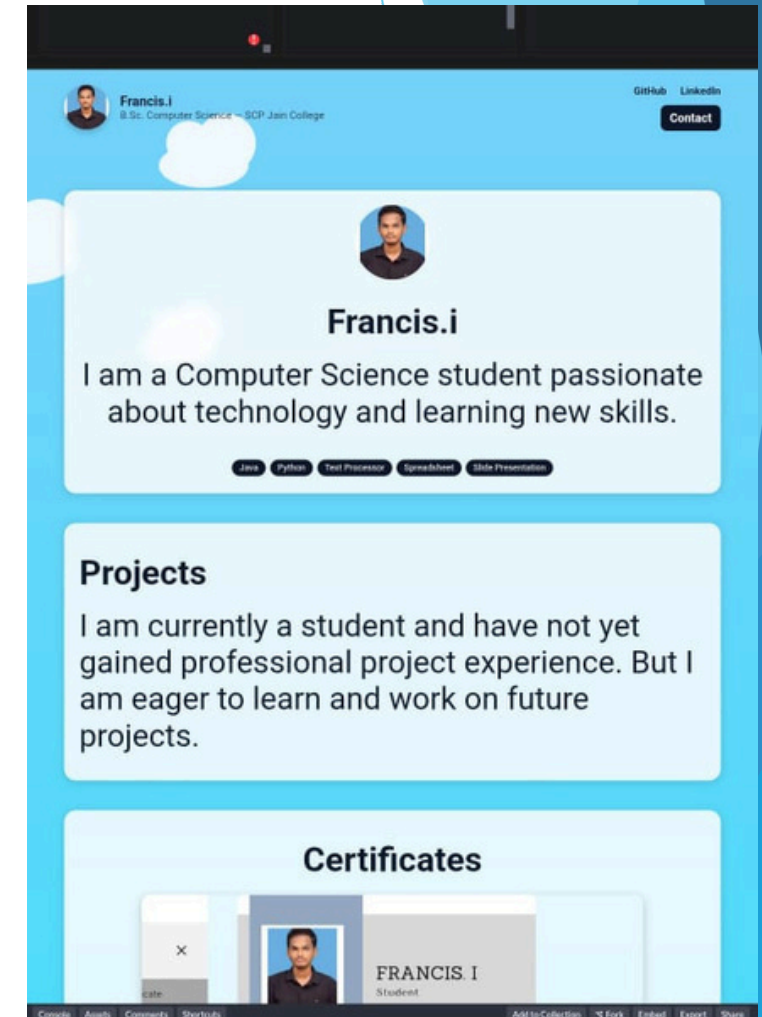 Francis.i
B.Sc. Computer Science — SCP Jain College
GitHub LinkedIn
Contact
Francis.i
I am a Computer Science student passionate
about technology and learning new skills.
Java Python Text Processor Spreadsheet Slide Presentation
Projects
I am currently a student and have not yet
gained professional project experience. But I
am eager to learn and work on future
projects.
Certificates
×
FRANCIS. I
cate
Student
Console Assets Comments Shortcuts
Add to Collection Fork Embed Export Share